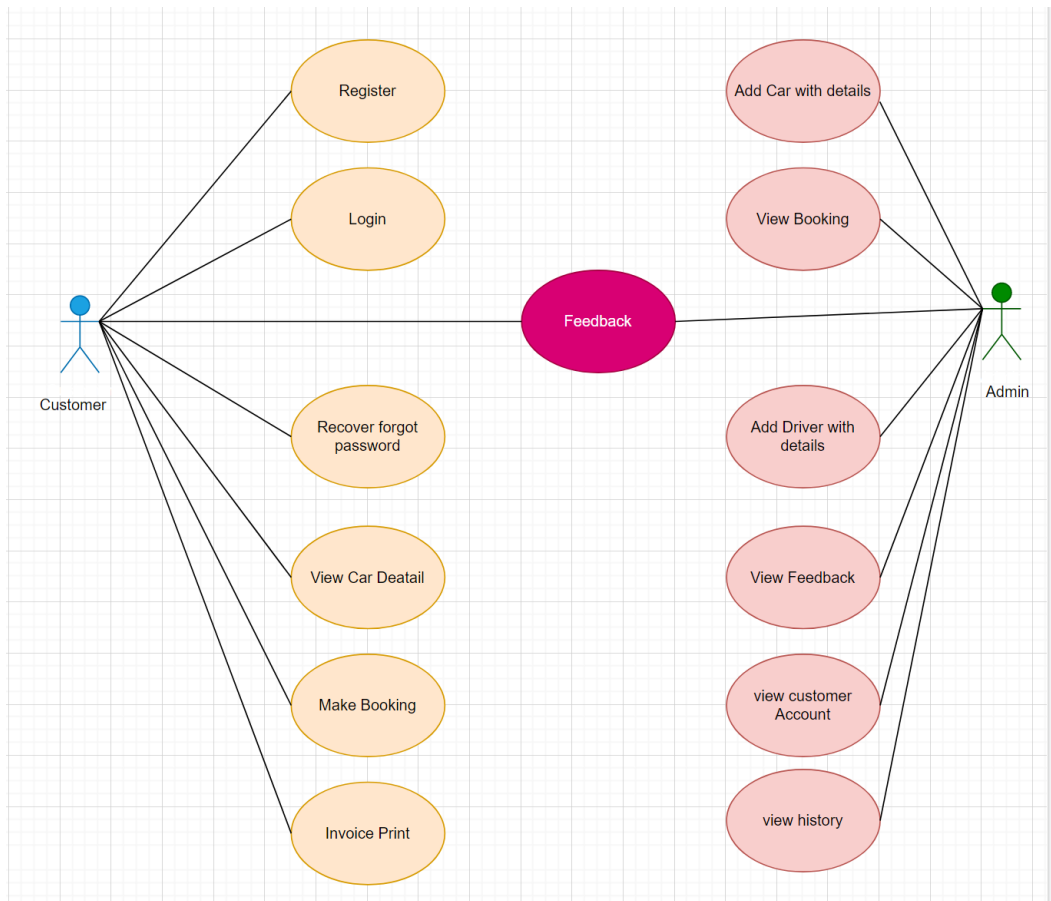 Register
Add Car with details
Login
View Booking
Feedback
Customer
Admin
Recover forgot
password
Add Driver with
details
View Car Deatail
View Feedback
Make Booking
view customer
Account
Invoice Print
view history